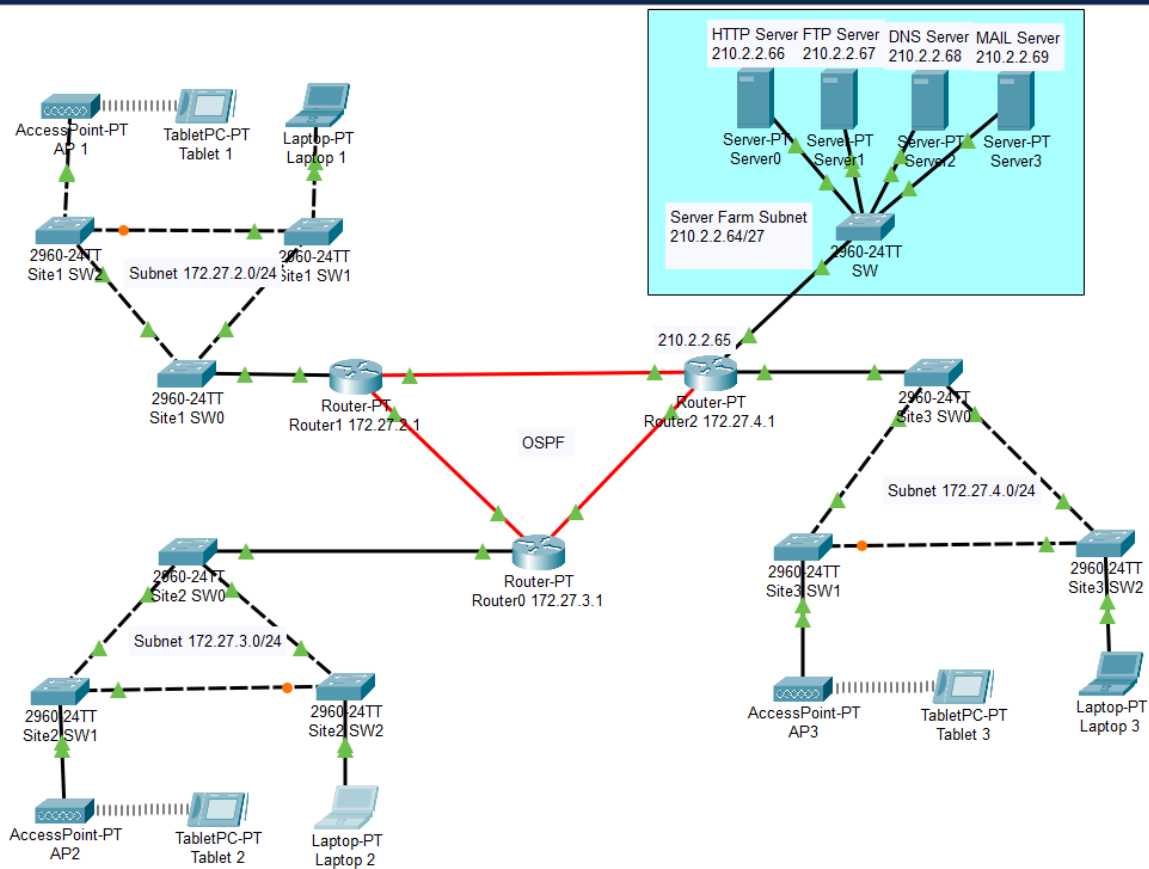 HTTP Server FTP Server DNS Server MAIL Server
210.2.2.66 210.2.2.67 210.2.2.68 210.2.2.69
Server-PT
Server0
Server-PT
Server1
Server-PT
Server2
Server-PT
Server3
Server Farm Subnet
210.2.2.64/27
2960-24TT
SW
AccessPoint-PT
AP 1
TabletPC-PT
Tablet 1
Laptop-PT
Laptop 1
2960-24TT
Site1 SW2
2960-24TT
Site1 SW1
Subnet 172.27.2.0/24
2960-24TT
Site1 SW0
Router-PT
Router1 172.27.2.1
210.2.2.65
Router-PT
Router2 172.27.4.1
2960-24TT
Site3 SW0
OSPF
Subnet 172.27.4.0/24
2960-24TT
Site2 SW0
Router-PT
Router0 172.27.3.1
2960-24TT
Site3 SW1
2960-24TT
Site3 SW2
Subnet 172.27.3.0/24
2960-24TT
Site2 SW1
2960-24TT
Site2 SW2
AccessPoint-PT
AP3
TabletPC-PT
Tablet 3
Laptop-PT
Laptop 3
AccessPoint-PT
AP2
TabletPC-PT
Tablet 2
Laptop-PT
Laptop 2